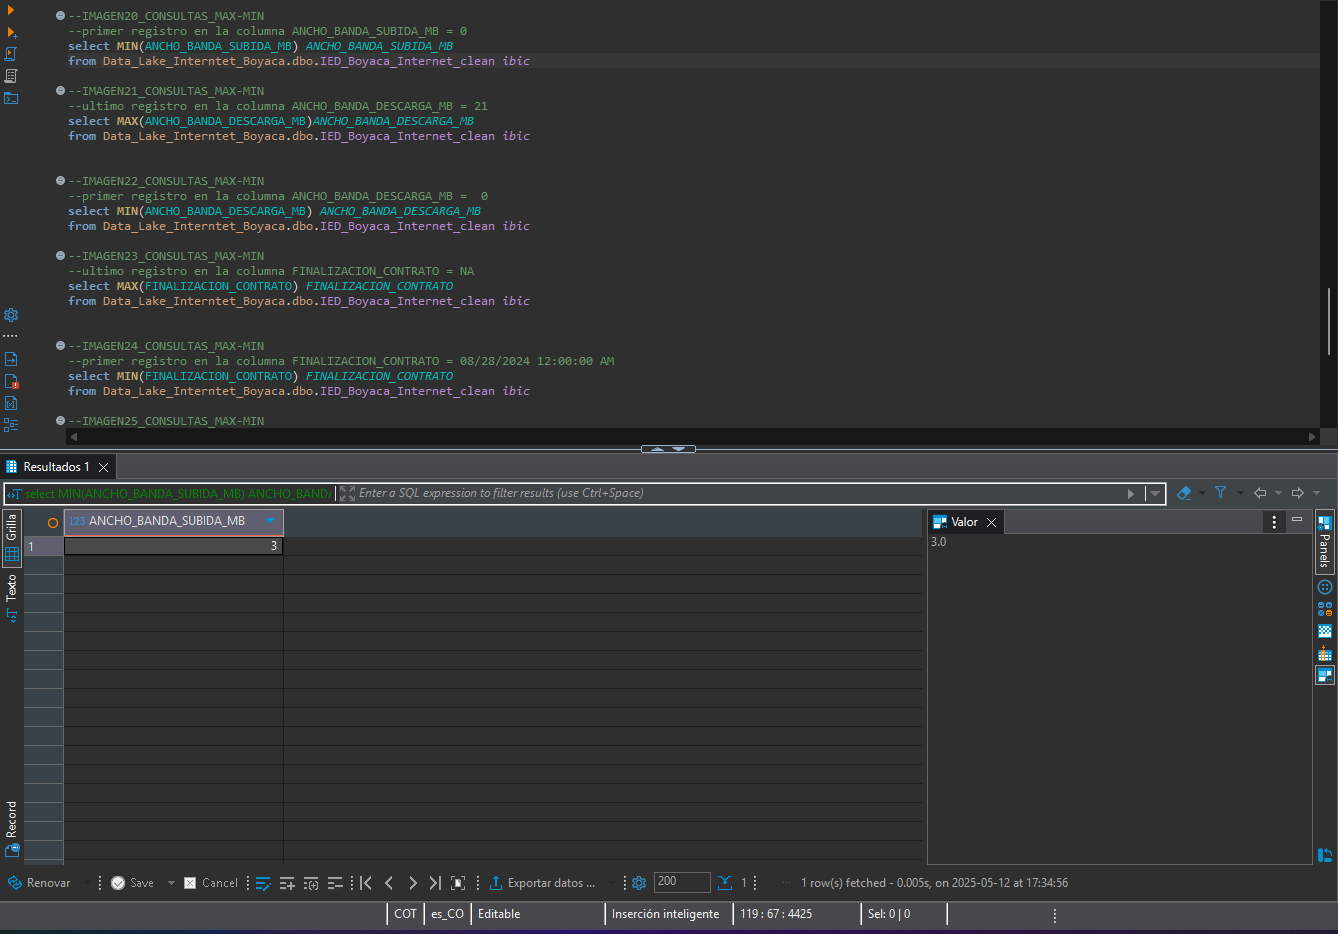 --IMAGEN20_CONSULTAS_MAX-MIN
--primer registro en la columna ANCHO_BANDA_SUBIDA_MB = 0
select MIN(ANCHO_BANDA_SUBIDA_MB) ANCHO_BANDA_SUBIDA_MB
from Data_Lake_Interntet_Boyaca.dbo.IED_Boyaca_Internet_clean ibic
--IMAGEN21_CONSULTAS_MAX-MIN
--ultimo registro en la columna ANCHO_BANDA_DESCARGA_MB = 21
select MAX(ANCHO_BANDA_DESCARGA_MB)ANCHO_BANDA_DESCARGA_MB
from Data_Lake_Interntet_Boyaca.dbo.IED_Boyaca_Internet_clean ibic
--IMAGEN22_CONSULTAS_MAX-MIN
--primer registro en la columna ANCHO_BANDA_DESCARGA_MB =  0
select MIN(ANCHO_BANDA_DESCARGA_MB) ANCHO_BANDA_DESCARGA_MB
from Data_Lake_Interntet_Boyaca.dbo.IED_Boyaca_Internet_clean ibic
--IMAGEN23_CONSULTAS_MAX-MIN
--ultimo registro en la columna FINALIZACION_CONTRATO = NA
select MAX(FINALIZACION_CONTRATO) FINALIZACION_CONTRATO
from Data_Lake_Interntet_Boyaca.dbo.IED_Boyaca_Internet_clean ibic
--IMAGEN24_CONSULTAS_MAX-MIN
--primer registro en la columna FINALIZACION_CONTRATO = 08/28/2024 12:00:00 AM
select MIN(FINALIZACION_CONTRATO) FINALIZACION_CONTRATO
from Data_Lake_Interntet_Boyaca.dbo.IED_Boyaca_Internet_clean ibic
--IMAGEN25_CONSULTAS_MAX-MIN
Resultados 1
select MIN(ANCHO_BANDA_SUBIDA_MB) ANCHO_BAND
Enter a SQL expression to filter results (use Ctrl+Space)
Grilla
Texto
Record
123 ANCHO_BANDA_SUBIDA_MB
1
3
Valor
3.0
Panels
Renovar
Save
Cancel
Exportar datos ...
200
1
1 row(s) fetched - 0.005s, on 2025-05-12 at 17:34:56
COT
es_CO
Editable
Inserción inteligente
119 : 67 : 4425
Sel: 0 | 0